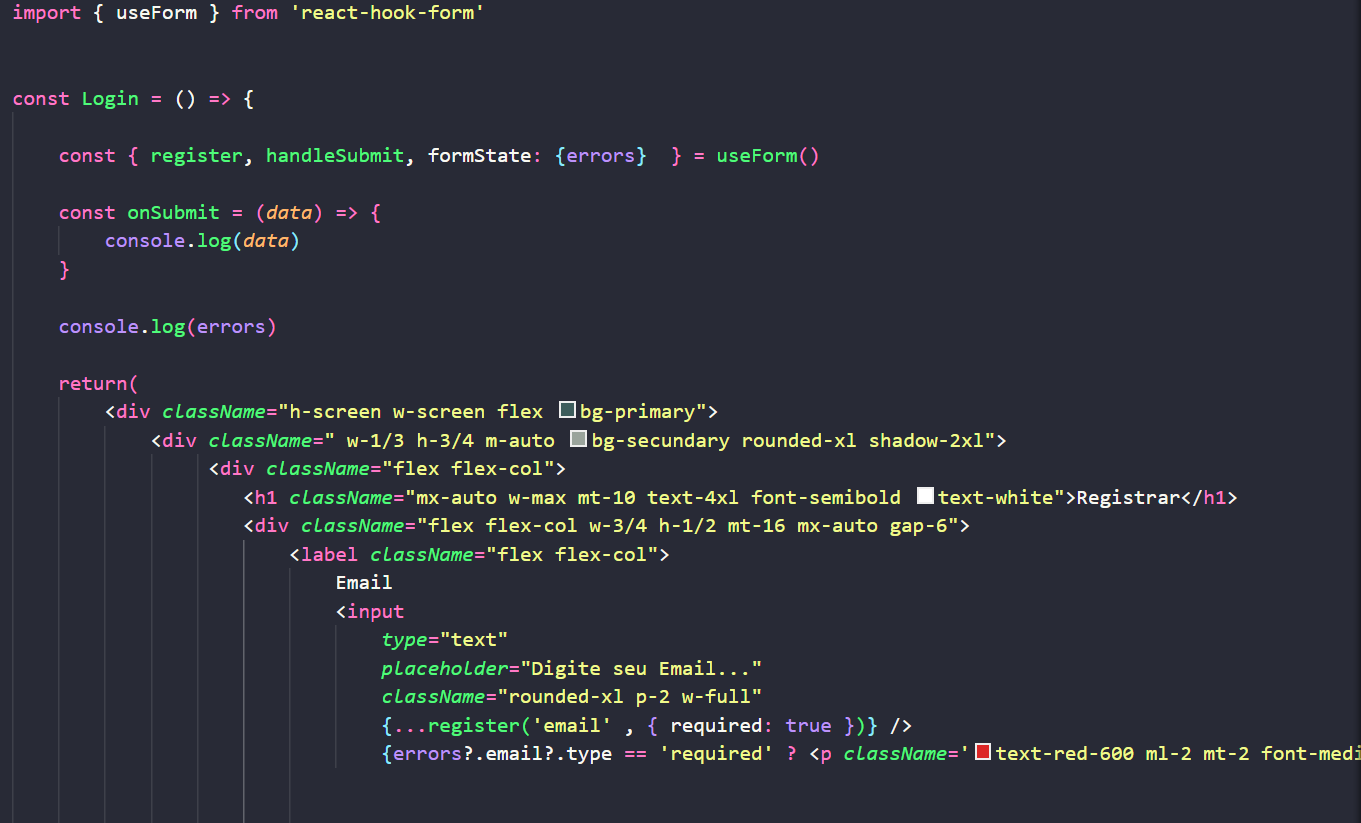 import { useForm } from 'react-hook-form'
const Login = () => {
const { register, handleSubmit, formState: {errors}  } = useForm()
const onSubmit = (data) => {
console.log(data)
}
console.log(errors)
return(
<div className="h-screen w-screen flex bg-primary">
<div className=" w-1/3 h-3/4 m-auto bg-secundary rounded-xl shadow-2xl">
<div className="flex flex-col">
<h1 className="mx-auto w-max mt-10 text-4xl font-semibold text-white">Registrar</h1>
<div className="flex flex-col w-3/4 h-1/2 mt-16 mx-auto gap-6">
<label className="flex flex-col">
Email
<input
type="text"
placeholder="Digite seu Email..."
className="rounded-xl p-2 w-full"
{...register('email' , { required: true })} />
{errors?.email?.type == 'required' ? <p className='text-red-600 ml-2 mt-2 font-medi